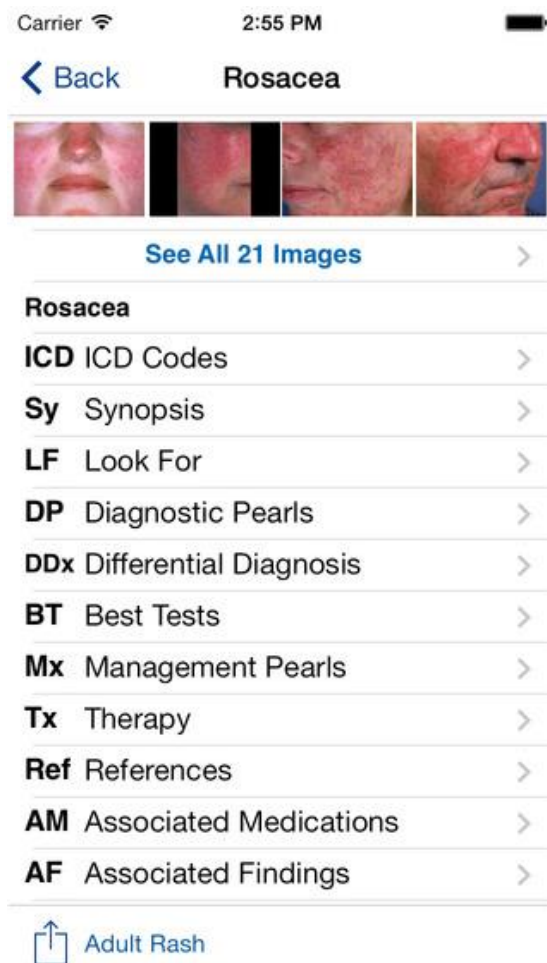 Carrier 2:55 PM
Back Rosacea
See All 21 Images
Rosacea
ICD ICD Codes
Sy Synopsis
LF Look For
DP Diagnostic Pearls
DDx Differential Diagnosis
BT Best Tests
Mx Management Pearls
Tx Therapy
Ref References
AM Associated Medications
AF Associated Findings
Adult Rash